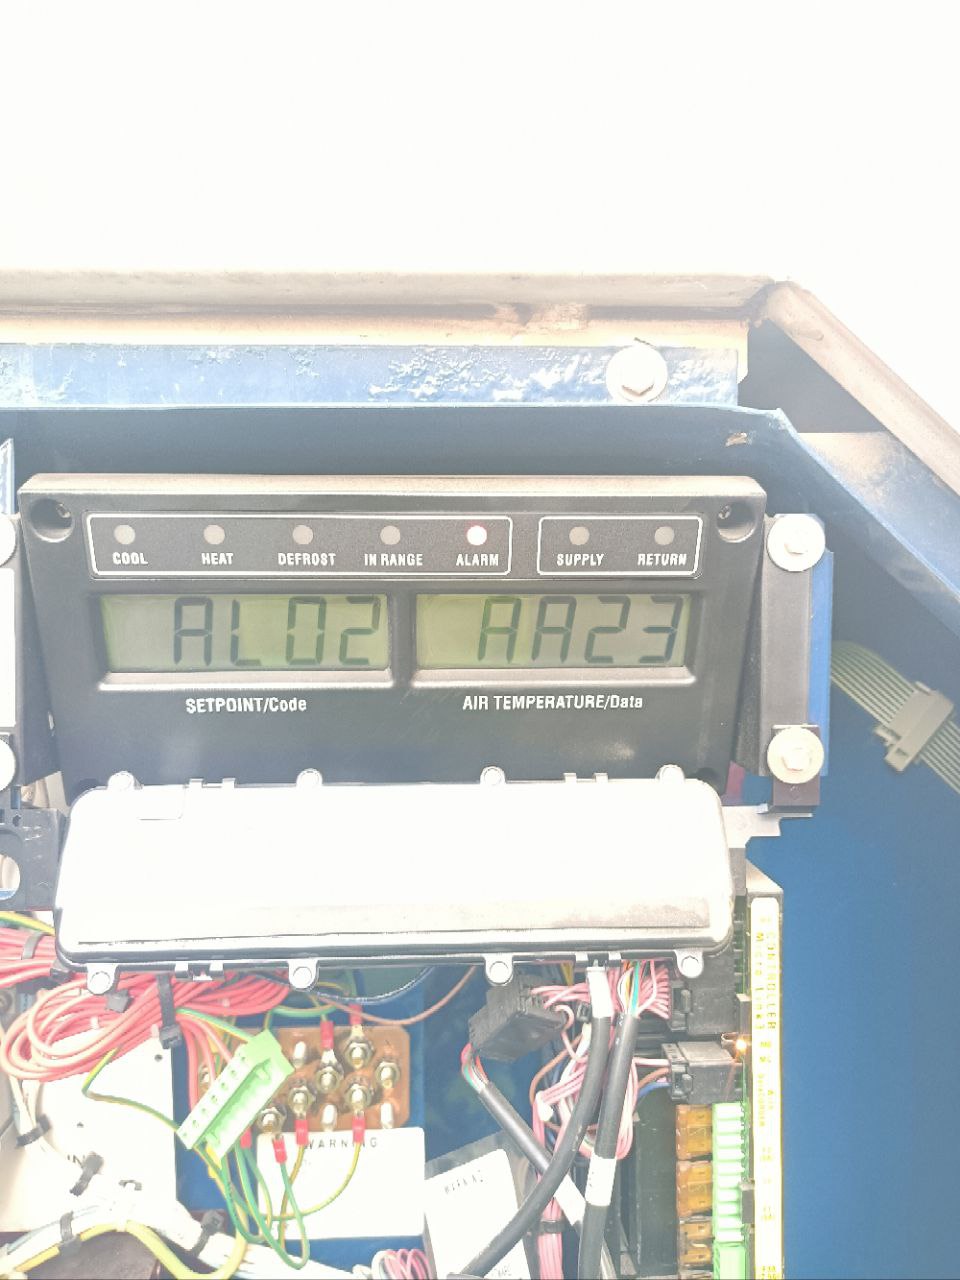 COOL HEAT DEFROST IN RANGE ALARM SUPPLY RETURN
AL02 AA23
SETPOINT/Code AIR TEMPERATURE/Data
WARNING